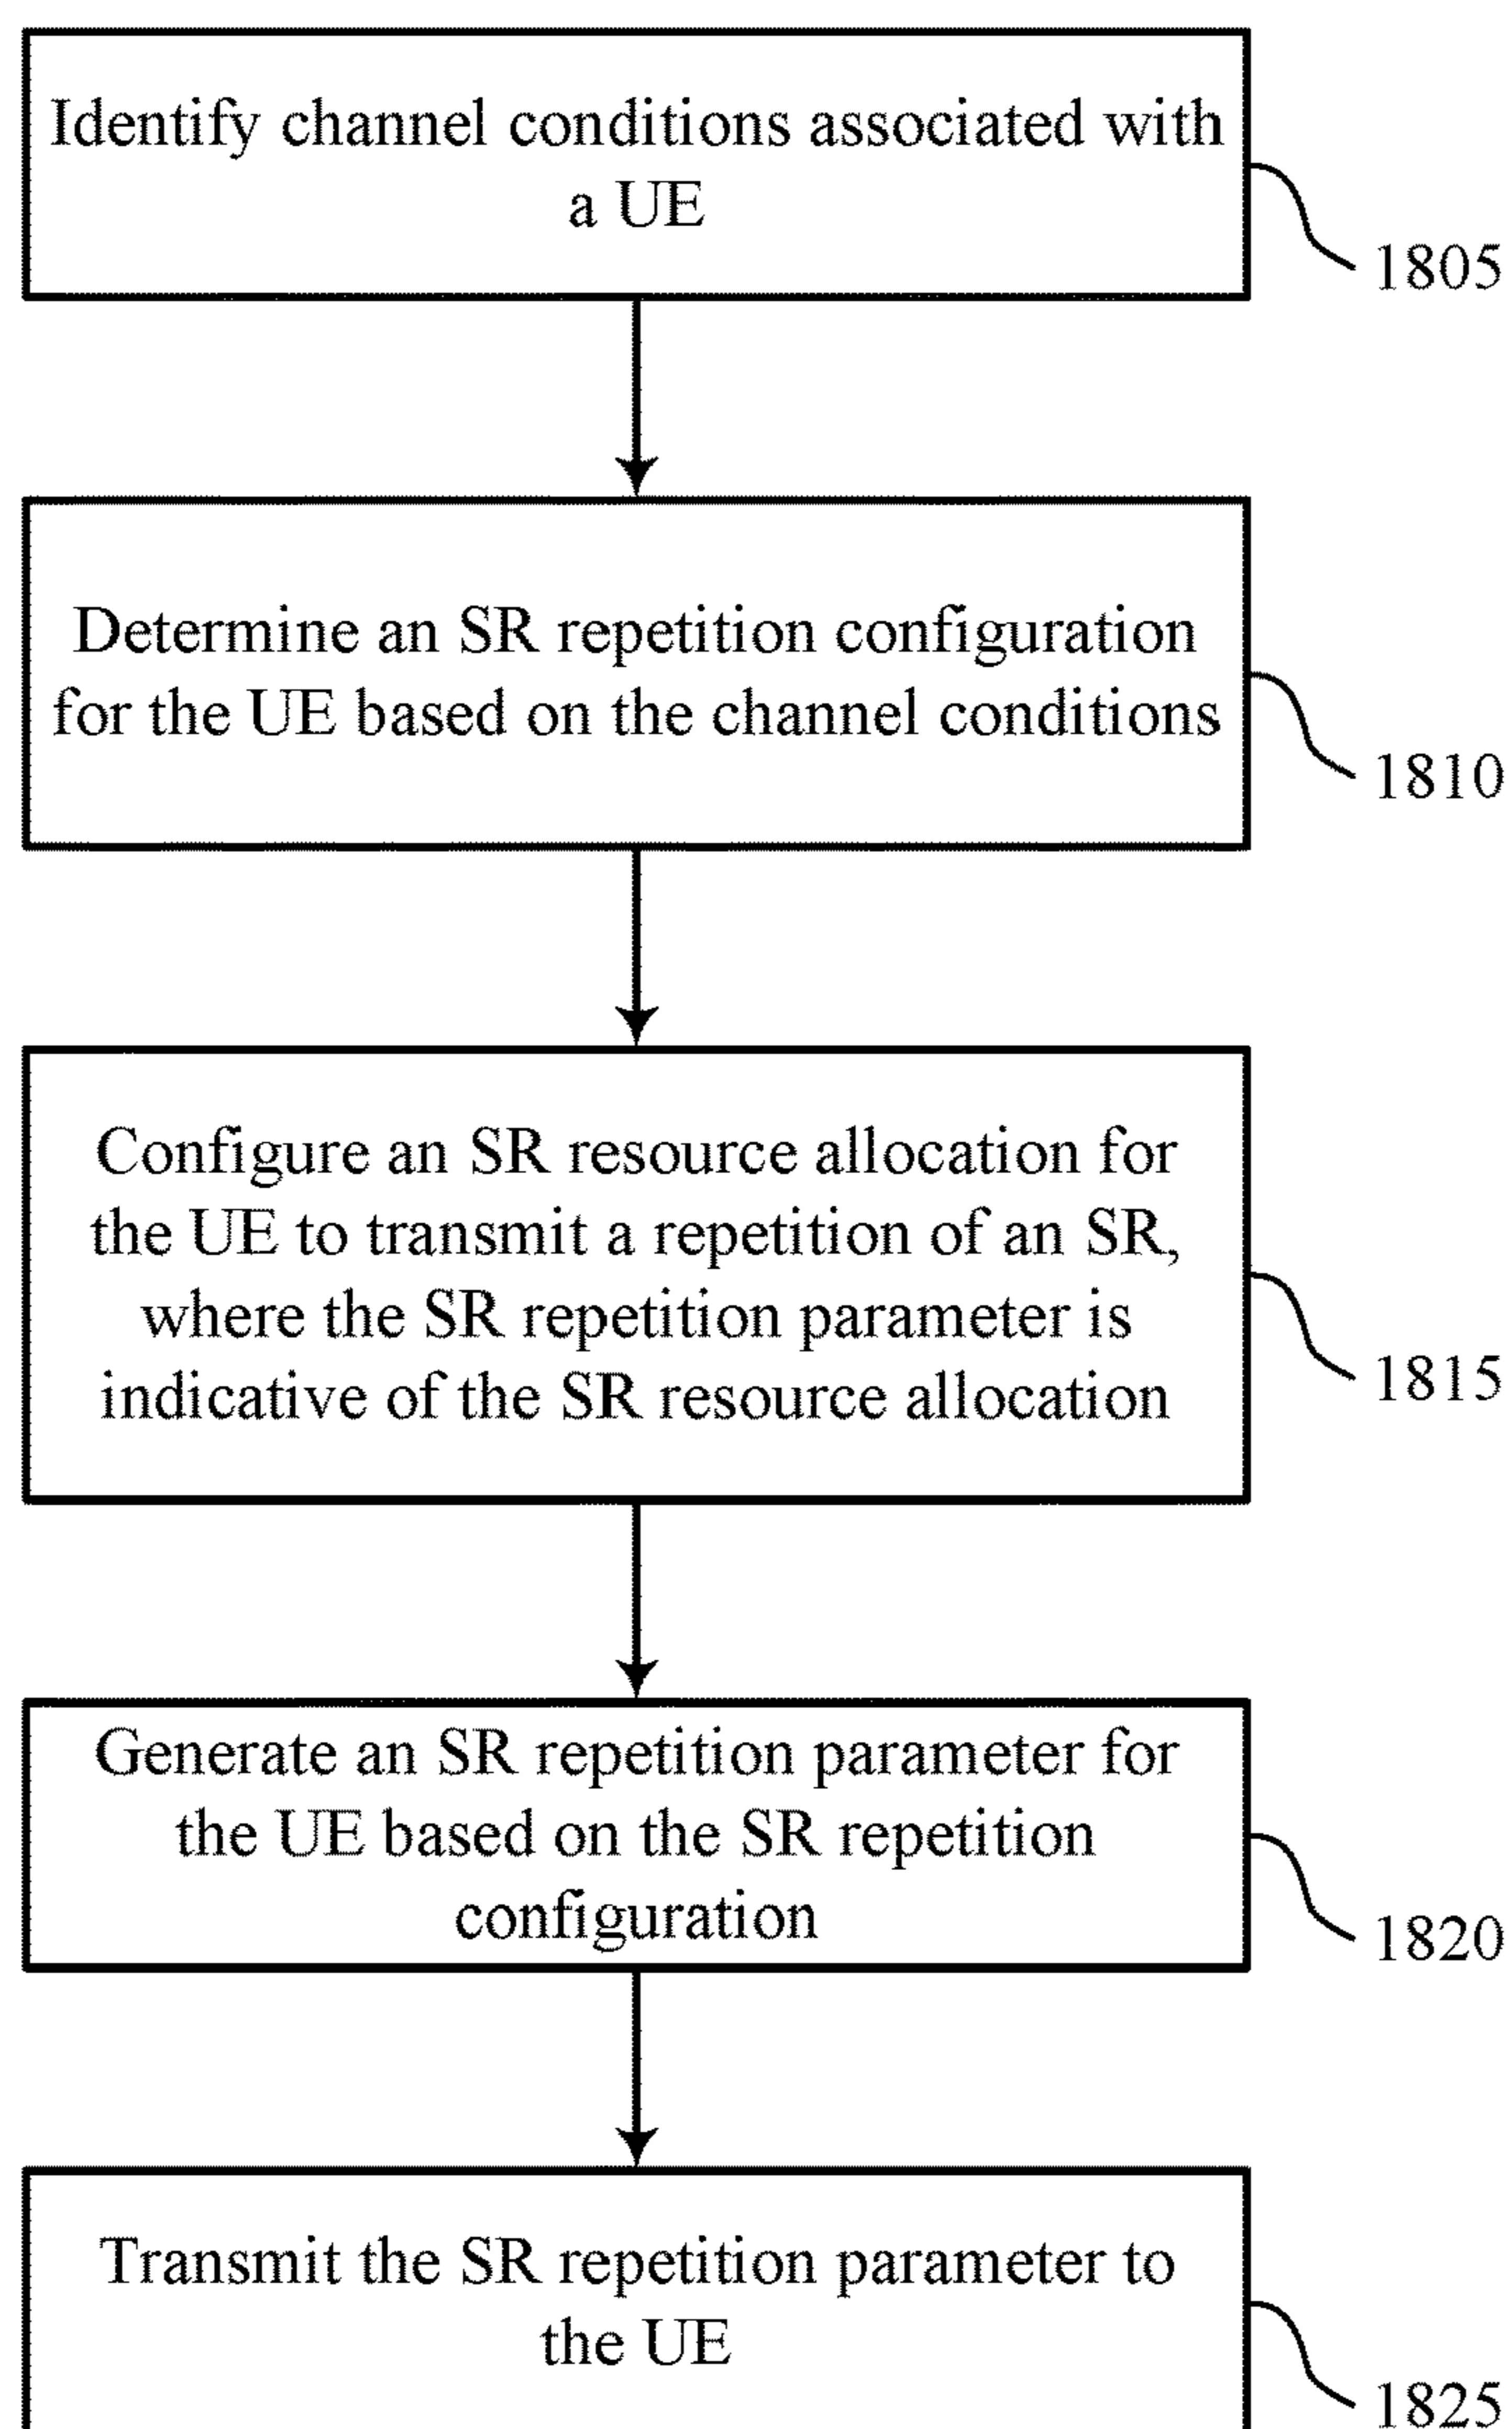 Identify channel conditions associated with
a UE
1805
Determine an SR repetition configuration
for the UE based on the channel conditions
1810
Configure an SR resource allocation for
the UE to transmit a repetition of an SR,
where the SR repetition parameter is
indicative of the SR resource allocation
1815
Generate an SR repetition parameter for
the UE based on the SR repetition
configuration
1820
Transmit the SR repetition parameter to
the UE
1825